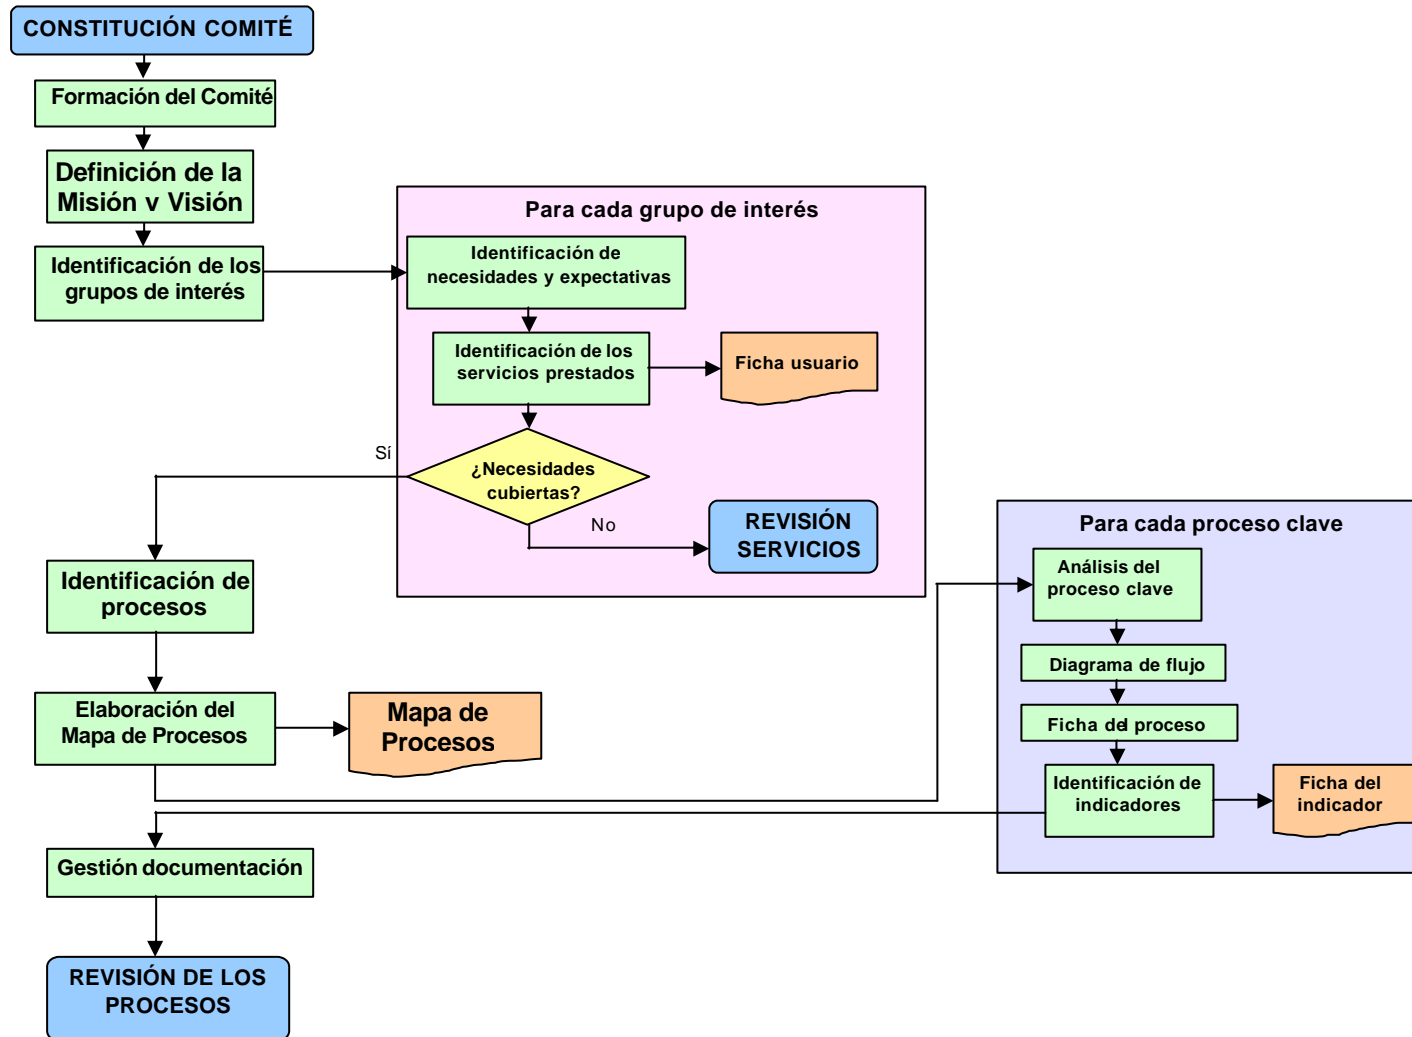 CONSTITUCIÓN COMITÉ
Formación del Comité
Definición de la
Misión v Visión
Identificación de los
grupos de interés
Para cada grupo de interés
Identificación de
necesidades y expectativas
Identificación de los
servicios prestados
Ficha usuario
Sí
¿Necesidades
cubiertas?
No
REVISIÓN
SERVICIOS
Identificación de
procesos
Elaboración del
Mapa de Procesos
Mapa de
Procesos
Para cada proceso clave
Análisis del
proceso clave
Diagrama de flujo
Ficha del proceso
Identificación de
indicadores
Ficha del
indicador
Gestión documentación
REVISIÓN DE LOS
PROCESOS